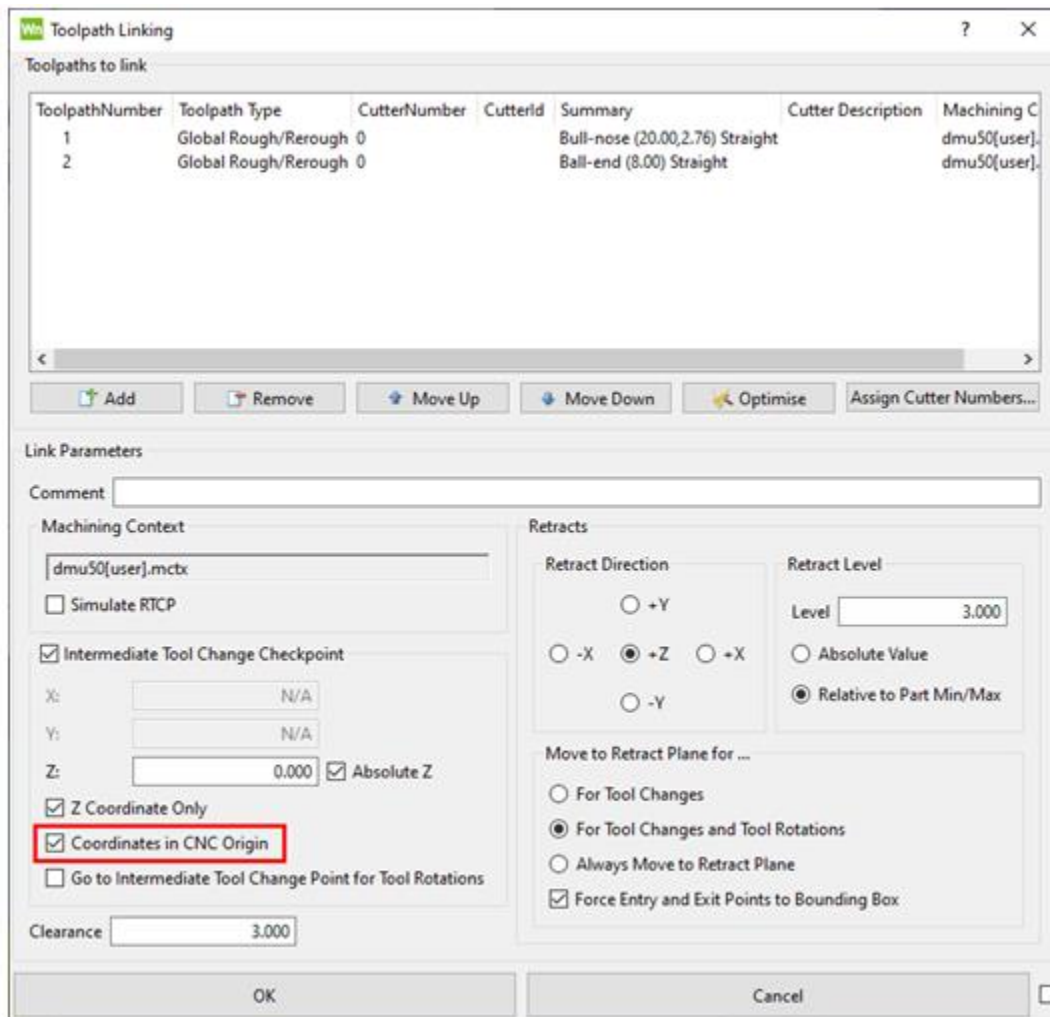 Wn Toolpath Linking ?
Toolpaths to link
ToolpathNumber Toolpath Type CutterNumber CutterId Summary Cutter Description Machining C
1 Global Rough/Rerough 0 Bull-nose (20.00,2.76) Straight dmu50[user].
2 Global Rough/Rerough 0 Ball-end (8.00) Straight dmu50[user].
Add Remove Move Up Move Down Optimise Assign Cutter Numbers...
Link Parameters
Comment
Machining Context
dmu50[user].mctx
Simulate RTCP
Intermediate Tool Change Checkpoint
X: N/A
Y: N/A
Z: 0.000 Absolute Z
Z Coordinate Only
Coordinates in CNC Origin
Go to Intermediate Tool Change Point for Tool Rotations
Clearance 3.000
Retracts
Retract Direction
+Y
-X +Z +X
-Y
Retract Level
Level 3.000
Absolute Value
Relative to Part Min/Max
Move to Retract Plane for ...
For Tool Changes
For Tool Changes and Tool Rotations
Always Move to Retract Plane
Force Entry and Exit Points to Bounding Box
OK Cancel